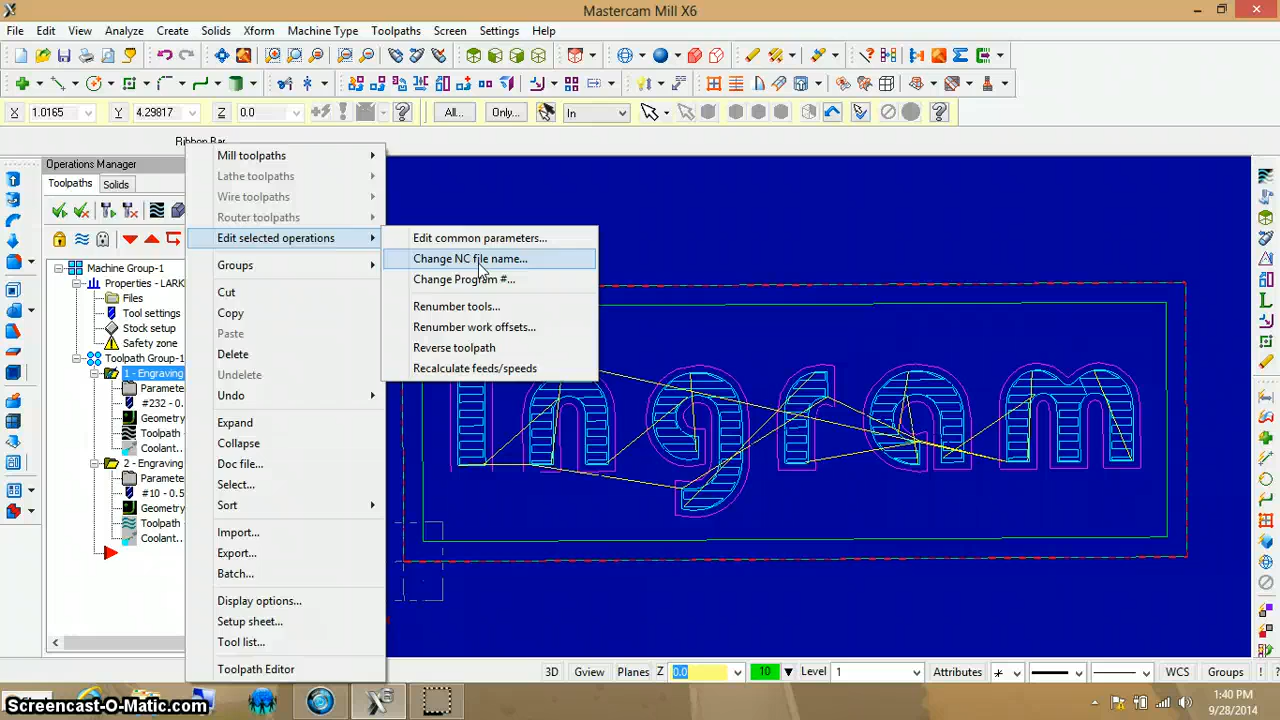 Mastercam Mill X6
File Edit View Analyze Create Solids Xform Machine Type Toolpaths Screen Settings Help
X 1.0165 Y 4.29817 Z 0.0 All... Only... In
Ribbon Bar
Operations Manager
Toolpaths Solids
Machine Group-1
Properties - LARK
Files
Tool settings
Stock setup
Safety zone
Toolpath Group-1
1 - Engraving
Paramete
#232 - 0.
Geometry
Toolpath
Coolant..
2 - Engraving
Paramete
#10 - 0.5
Geometry
Toolpath
Coolant..
Mill toolpaths
Lathe toolpaths
Wire toolpaths
Router toolpaths
Edit selected operations
Groups
Cut
Copy
Paste
Delete
Undelete
Undo
Expand
Collapse
Doc file...
Select...
Sort
Import...
Export...
Batch...
Display options...
Setup sheet...
Tool list...
Toolpath Editor
Edit common parameters...
Change NC file name...
Change Program #...
Renumber tools...
Renumber work offsets...
Reverse toolpath
Recalculate feeds/speeds
Ingram
3D Gview Planes Z 0.0 10 Level 1 Attributes WCS Groups ?
Screencast-O-Matic.com
1:40 PM
9/28/2014